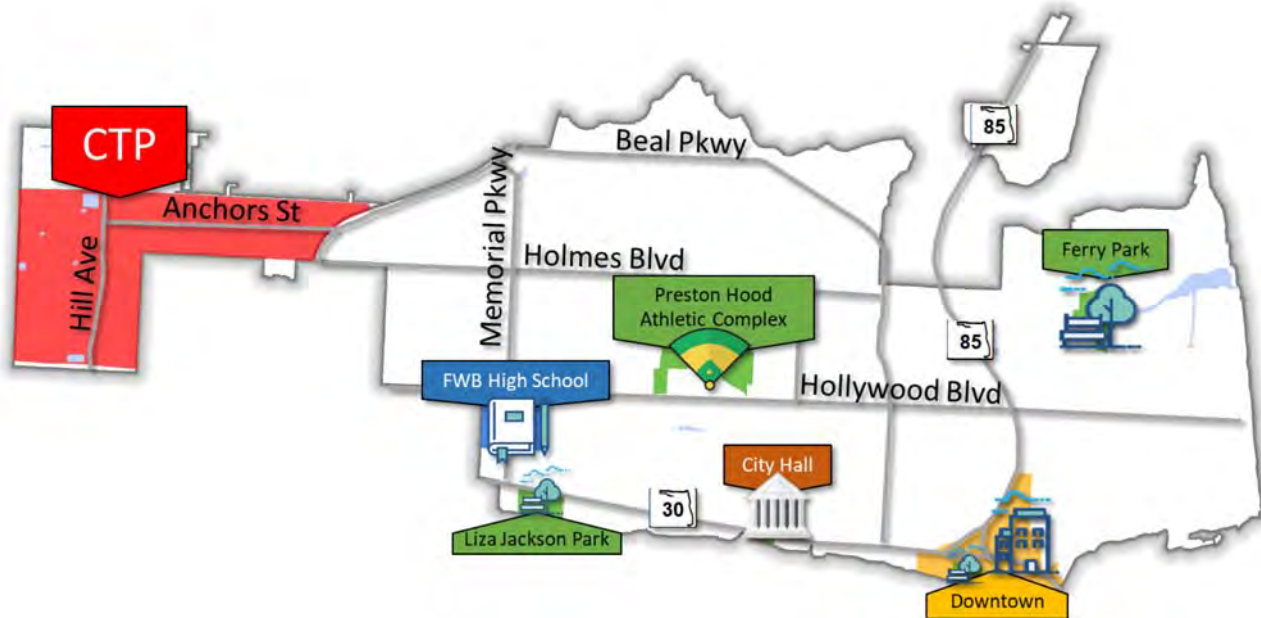 85
CTP
Beal Pkwy
Memorial Pkwy
Anchors St
Hill Ave
Holmes Blvd
Ferry Park
Preston Hood
Athletic Complex
85
FWB High School
Hollywood Blvd
City Hall
30
Liza Jackson Park
Downtown